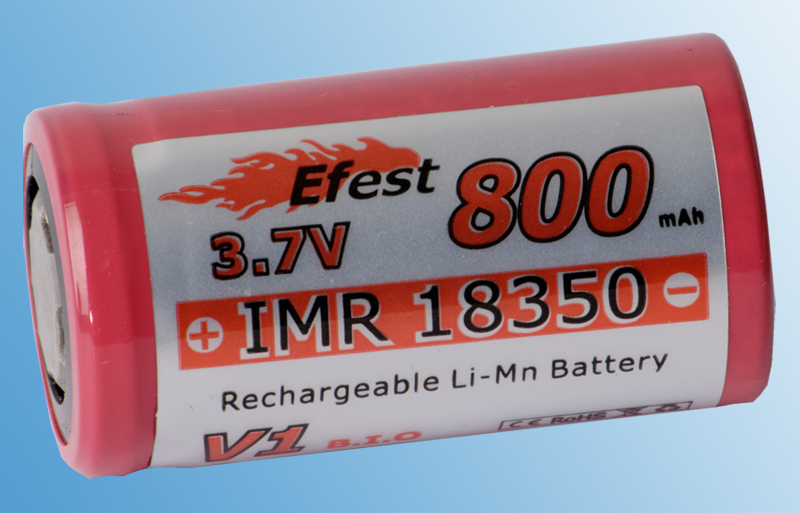 Efest
800 mAh
3.7V
+ IMR 18350 −
Rechargeable Li-Mn Battery
V1 B.I.O
CE RoHS